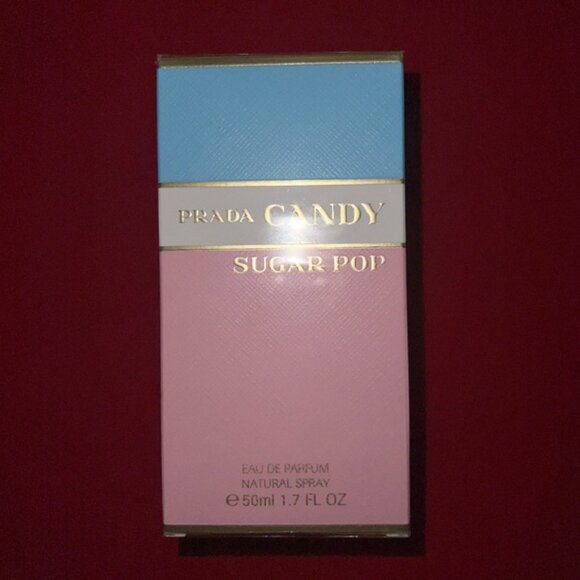 PRADA CANDY
SUGAR POP
EAU DE PARFUM
NATURAL SPRAY
℮ 50ml 1.7 FL OZ